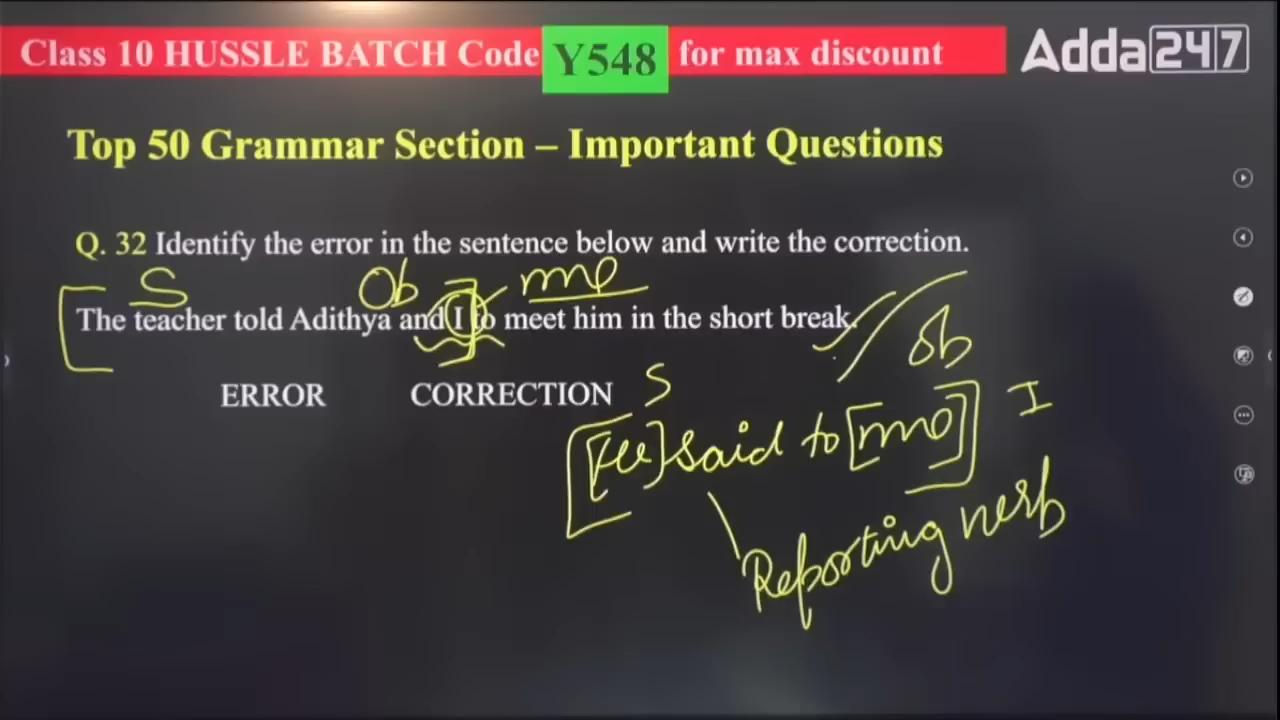 Class 10 HUSSLE BATCH Code Y548 for max discount Adda247
Top 50 Grammar Section – Important Questions
Q. 32 Identify the error in the sentence below and write the correction.
S Ob me
The teacher told Adithya and I to meet him in the short break.
Ob
ERROR CORRECTION S
[He] said to [me] I
Reporting verb